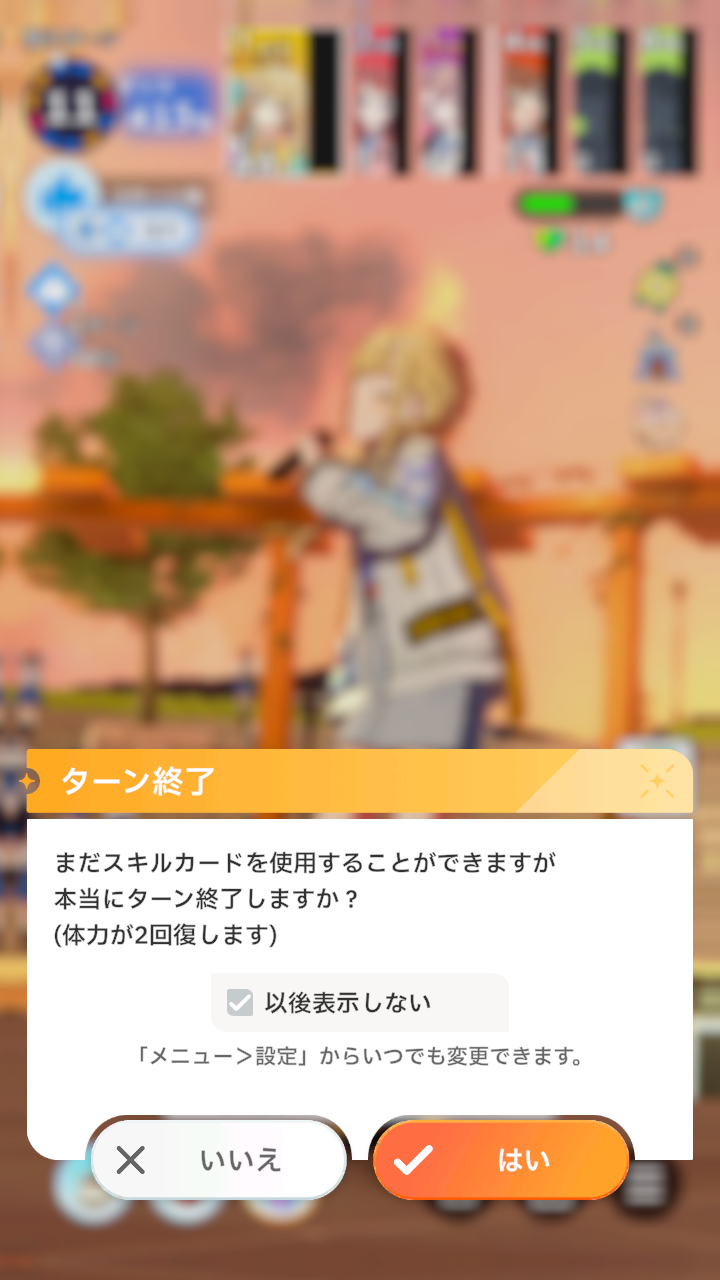 ターン終了
まだスキルカードを使用することができますが
本当にターン終了しますか？
(体力が2回復します)
以後表示しない
「メニュー＞設定」からいつでも変更できます。
いいえ
はい